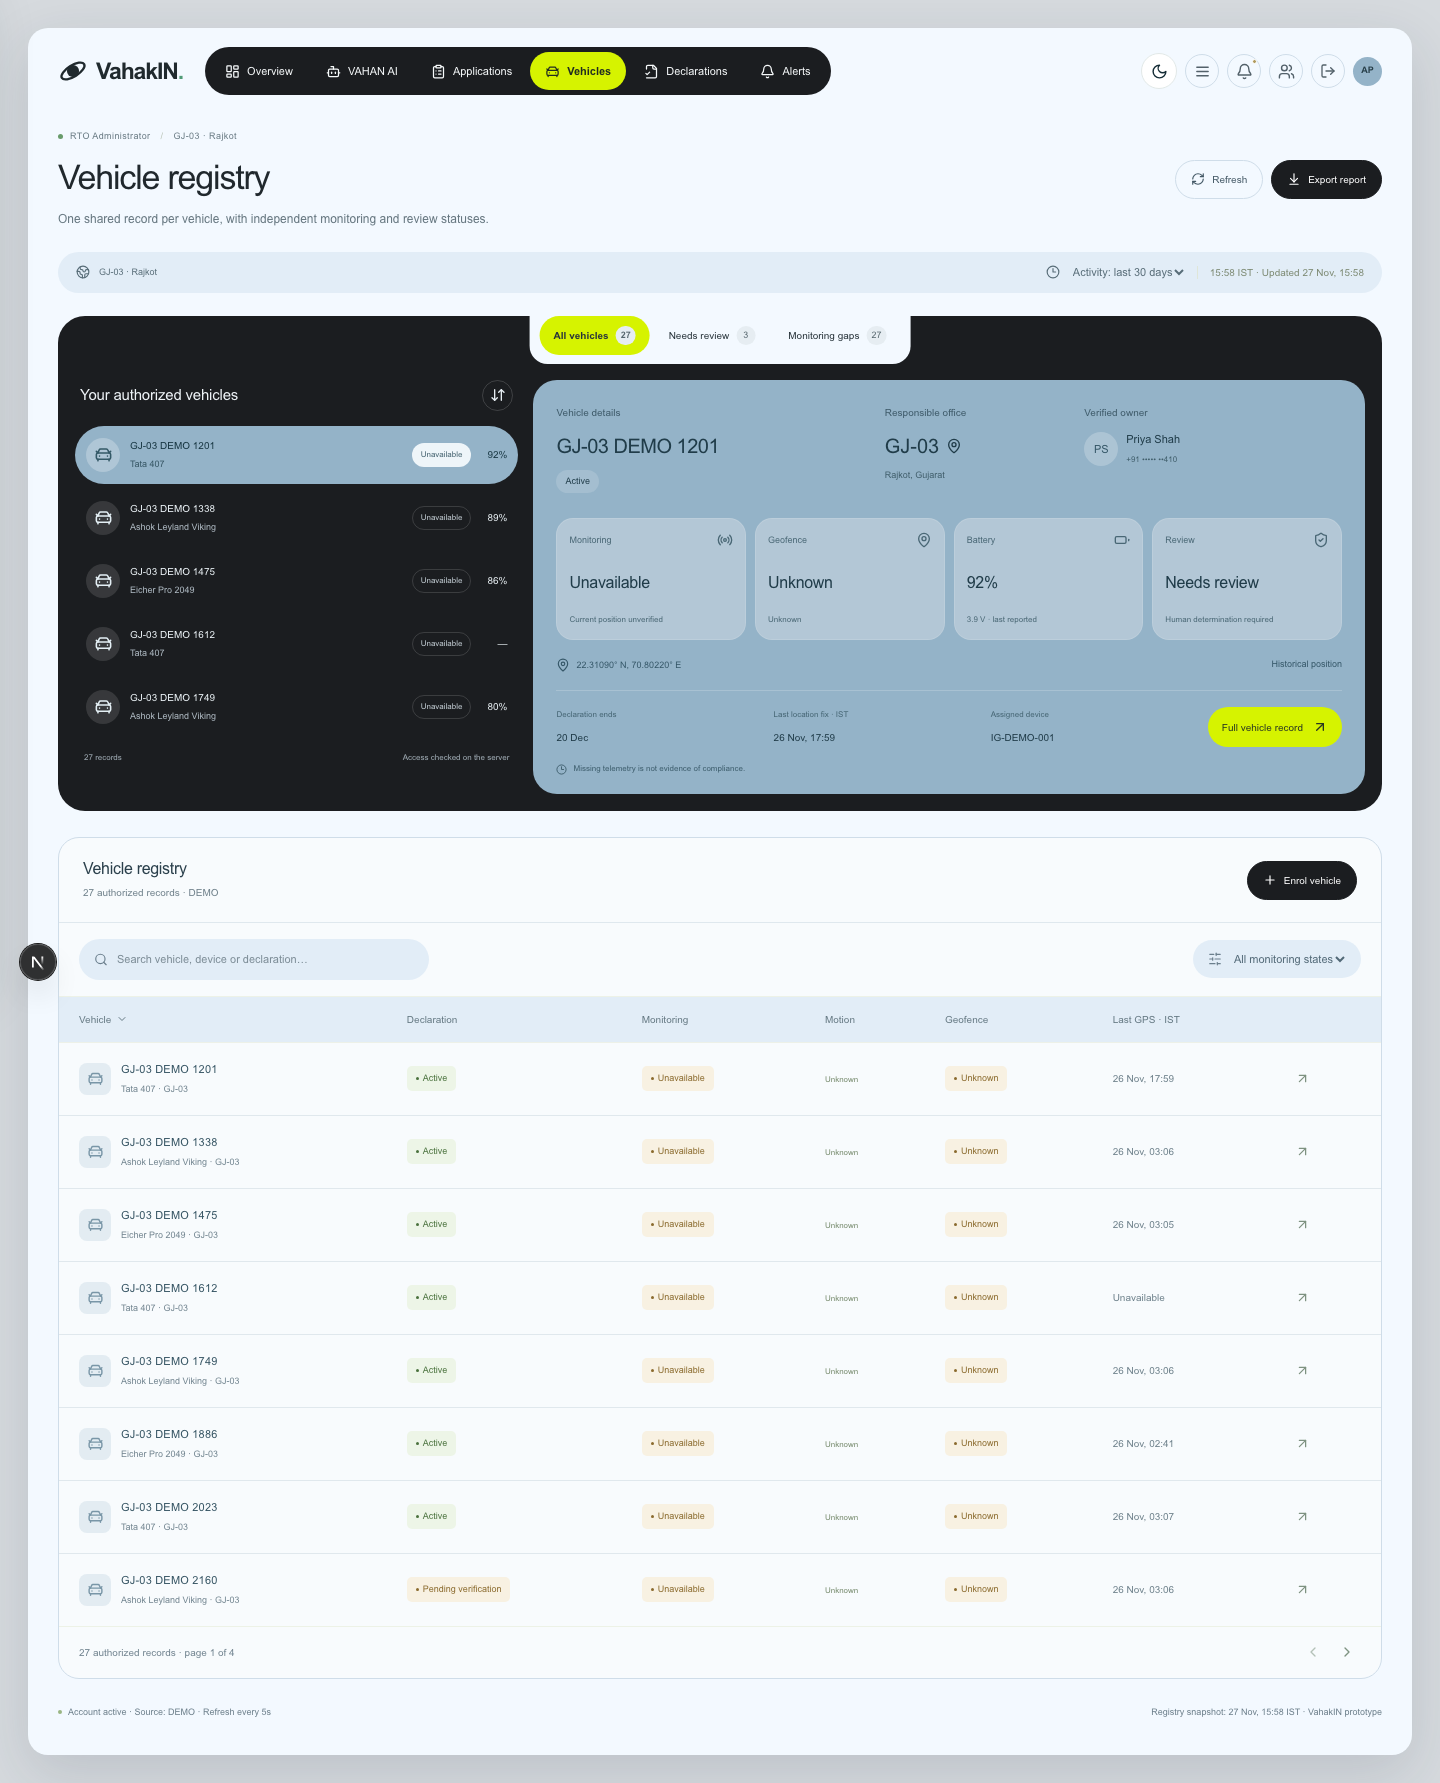 VahakIN.
Overview
VAHAN AI
Applications
Vehicles
Declarations
Alerts
AP
RTO Administrator / GJ-03 · Rajkot
Vehicle registry
Refresh
Export report
One shared record per vehicle, with independent monitoring and review statuses.
GJ-03 · Rajkot
Activity: last 30 days
15:58 IST · Updated 27 Nov, 15:58
All vehicles 27
Needs review 3
Monitoring gaps 27
Your authorized vehicles
GJ-03 DEMO 1201
Tata 407
Unavailable
92%
GJ-03 DEMO 1338
Ashok Leyland Viking
Unavailable
89%
GJ-03 DEMO 1475
Eicher Pro 2049
Unavailable
86%
GJ-03 DEMO 1612
Tata 407
Unavailable
—
GJ-03 DEMO 1749
Ashok Leyland Viking
Unavailable
80%
27 records
Access checked on the server
Vehicle details
GJ-03 DEMO 1201
Active
Responsible office
GJ-03
Rajkot, Gujarat
Verified owner
PS
Priya Shah
+91 ••••• ••410
Monitoring
Unavailable
Current position unverified
Geofence
Unknown
Unknown
Battery
92%
3.9 V · last reported
Review
Needs review
Human determination required
22.31090° N, 70.80220° E
Historical position
Declaration ends
20 Dec
Last location fix · IST
26 Nov, 17:59
Assigned device
IG-DEMO-001
Full vehicle record
Missing telemetry is not evidence of compliance.
Vehicle registry
27 authorized records · DEMO
Enrol vehicle
N
Search vehicle, device or declaration…
All monitoring states
Vehicle
Declaration
Monitoring
Motion
Geofence
Last GPS · IST
GJ-03 DEMO 1201
Tata 407 · GJ-03
Active
Unavailable
Unknown
Unknown
26 Nov, 17:59
GJ-03 DEMO 1338
Ashok Leyland Viking · GJ-03
Active
Unavailable
Unknown
Unknown
26 Nov, 03:06
GJ-03 DEMO 1475
Eicher Pro 2049 · GJ-03
Active
Unavailable
Unknown
Unknown
26 Nov, 03:05
GJ-03 DEMO 1612
Tata 407 · GJ-03
Active
Unavailable
Unknown
Unknown
Unavailable
GJ-03 DEMO 1749
Ashok Leyland Viking · GJ-03
Active
Unavailable
Unknown
Unknown
26 Nov, 03:06
GJ-03 DEMO 1886
Eicher Pro 2049 · GJ-03
Active
Unavailable
Unknown
Unknown
26 Nov, 02:41
GJ-03 DEMO 2023
Tata 407 · GJ-03
Active
Unavailable
Unknown
Unknown
26 Nov, 03:07
GJ-03 DEMO 2160
Ashok Leyland Viking · GJ-03
Pending verification
Unavailable
Unknown
Unknown
26 Nov, 03:06
27 authorized records · page 1 of 4
Account active · Source: DEMO · Refresh every 5s
Registry snapshot: 27 Nov, 15:58 IST · VahakIN prototype